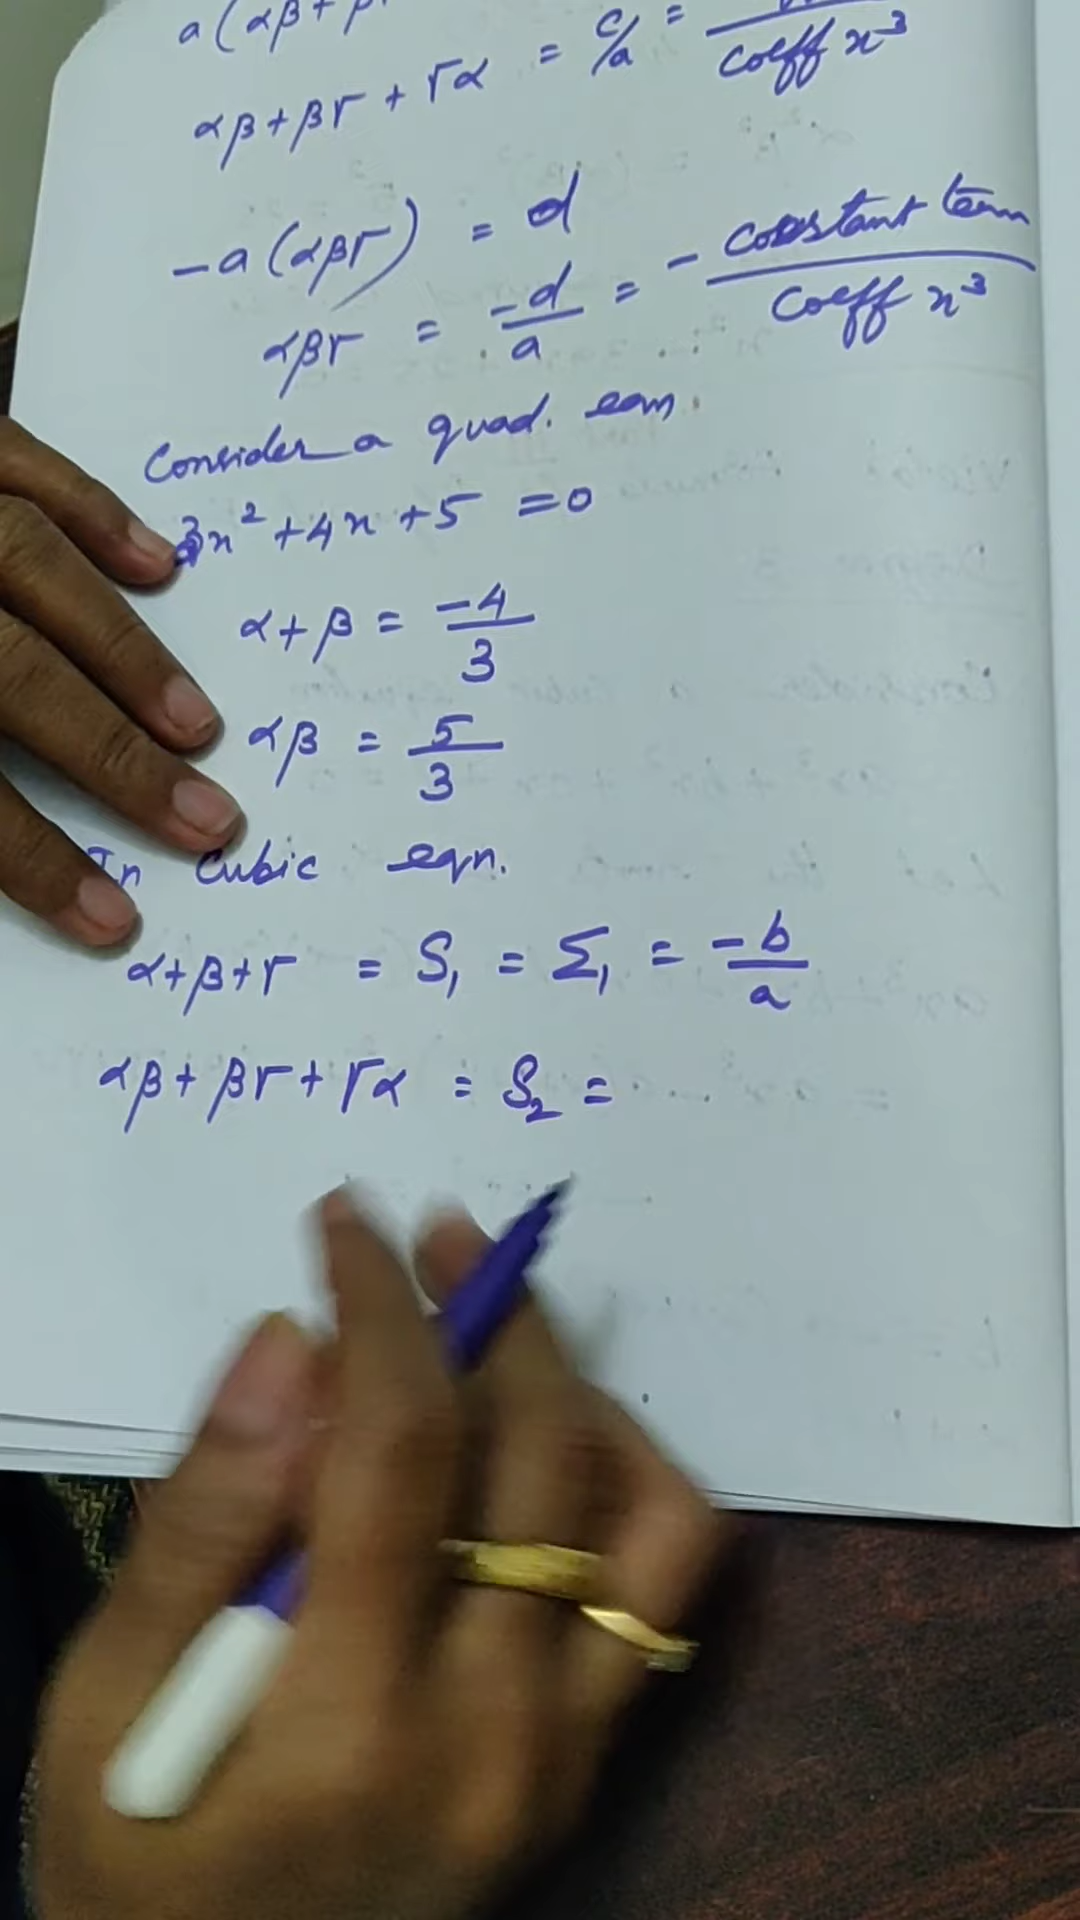 a(αβ+β
αβ+βr+rα = c/a =
coeff x³
-a(αβr) = d
αβr = -d/a = - constant term / coeff x³
Consider a quad. eqn.
3x²+4x+5=0
α+β = -4/3
αβ = 5/3
In Cubic eqn.
α+β+r = S₁ = Σ₁ = -b/a
αβ+βr+rα = S₂ =